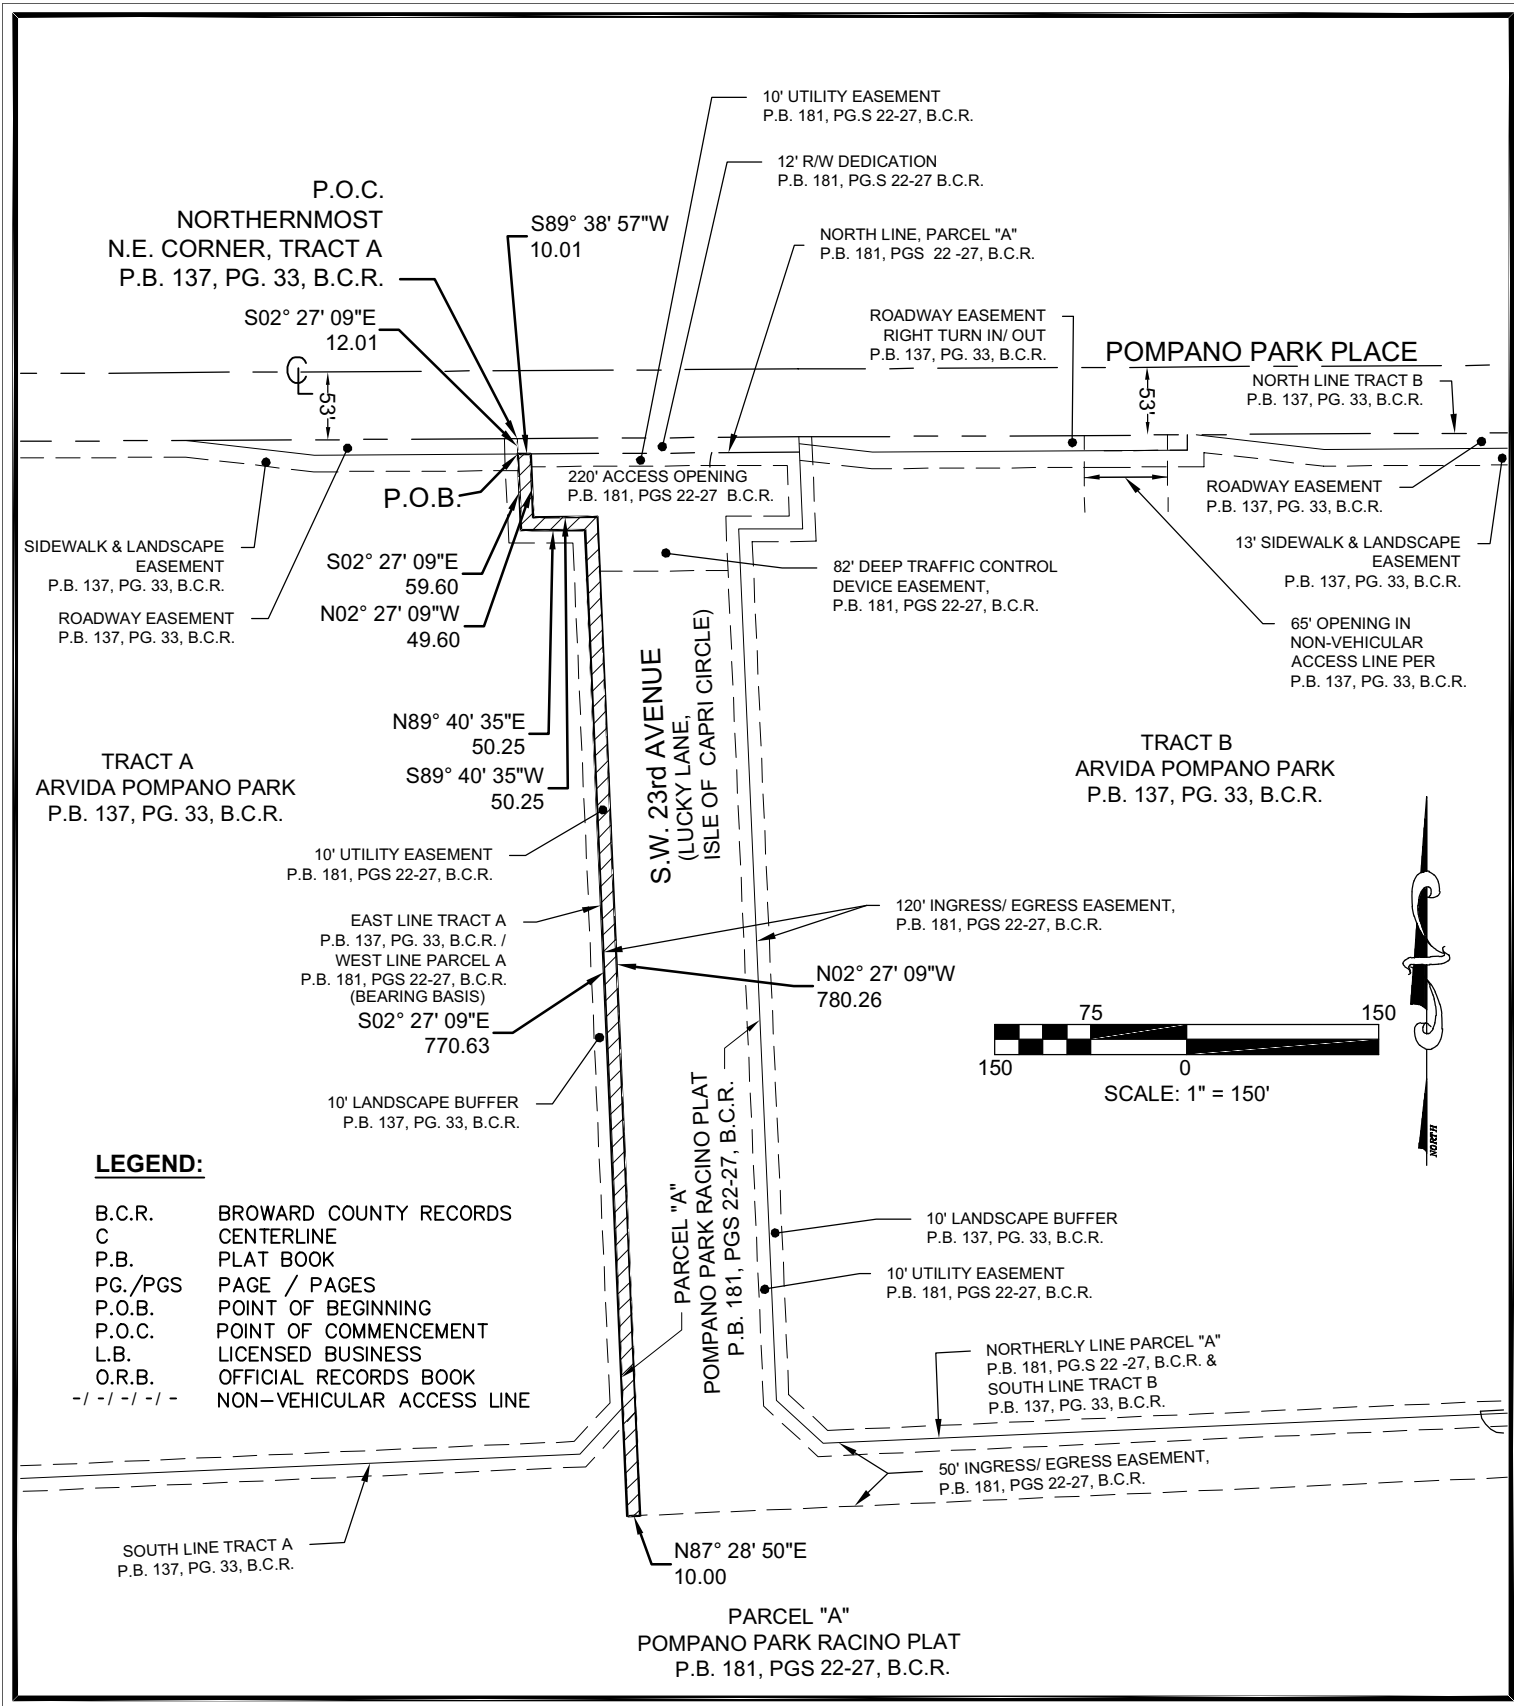 10' UTILITY EASEMENT
P.B. 181, PG.S 22-27, B.C.R.
12' R/W DEDICATION
P.B. 181, PG.S 22-27 B.C.R.
P.O.C.
NORTHERNMOST
N.E. CORNER, TRACT A
P.B. 137, PG. 33, B.C.R.
S89° 38' 57"W
10.01
NORTH LINE, PARCEL "A"
P.B. 181, PGS 22 -27, B.C.R.
S02° 27' 09"E
12.01
ROADWAY EASEMENT
RIGHT TURN IN/ OUT
P.B. 137, PG. 33, B.C.R.
POMPANO PARK PLACE
NORTH LINE TRACT B
P.B. 137, PG. 33, B.C.R.
53'
53'
220' ACCESS OPENING
P.B. 181, PGS 22-27 B.C.R.
P.O.B.
ROADWAY EASEMENT
P.B. 137, PG. 33, B.C.R.
SIDEWALK & LANDSCAPE
EASEMENT
P.B. 137, PG. 33, B.C.R.
ROADWAY EASEMENT
P.B. 137, PG. 33, B.C.R.
S02° 27' 09"E
59.60
N02° 27' 09"W
49.60
82' DEEP TRAFFIC CONTROL
DEVICE EASEMENT,
P.B. 181, PGS 22-27, B.C.R.
13' SIDEWALK & LANDSCAPE
EASEMENT
P.B. 137, PG. 33, B.C.R.
65' OPENING IN
NON-VEHICULAR
ACCESS LINE PER
P.B. 137, PG. 33, B.C.R.
S.W. 23rd AVENUE
(LUCKY LANE,
ISLE OF CAPRI CIRCLE)
N89° 40' 35"E
50.25
S89° 40' 35"W
50.25
TRACT A
ARVIDA POMPANO PARK
P.B. 137, PG. 33, B.C.R.
TRACT B
ARVIDA POMPANO PARK
P.B. 137, PG. 33, B.C.R.
10' UTILITY EASEMENT
P.B. 181, PGS 22-27, B.C.R.
EAST LINE TRACT A
P.B. 137, PG. 33, B.C.R. /
WEST LINE PARCEL A
P.B. 181, PGS 22-27, B.C.R.
(BEARING BASIS)
S02° 27' 09"E
770.63
120' INGRESS/ EGRESS EASEMENT,
P.B. 181, PGS 22-27, B.C.R.
N02° 27' 09"W
780.26
75
150
150
0
SCALE: 1" = 150'
NORTH
10' LANDSCAPE BUFFER
P.B. 137, PG. 33, B.C.R.
PARCEL "A"
POMPANO PARK RACINO PLAT
P.B. 181, PGS 22-27, B.C.R.
LEGEND:
B.C.R. BROWARD COUNTY RECORDS
C CENTERLINE
P.B. PLAT BOOK
PG./PGS PAGE / PAGES
P.O.B. POINT OF BEGINNING
P.O.C. POINT OF COMMENCEMENT
L.B. LICENSED BUSINESS
O.R.B. OFFICIAL RECORDS BOOK
-/ -/ -/ -/ - NON-VEHICULAR ACCESS LINE
10' LANDSCAPE BUFFER
P.B. 137, PG. 33, B.C.R.
10' UTILITY EASEMENT
P.B. 181, PGS 22-27, B.C.R.
NORTHERLY LINE PARCEL "A"
P.B. 181, PG.S 22 -27, B.C.R. &
SOUTH LINE TRACT B
P.B. 137, PG. 33, B.C.R.
50' INGRESS/ EGRESS EASEMENT,
P.B. 181, PGS 22-27, B.C.R.
SOUTH LINE TRACT A
P.B. 137, PG. 33, B.C.R.
N87° 28' 50"E
10.00
PARCEL "A"
POMPANO PARK RACINO PLAT
P.B. 181, PGS 22-27, B.C.R.